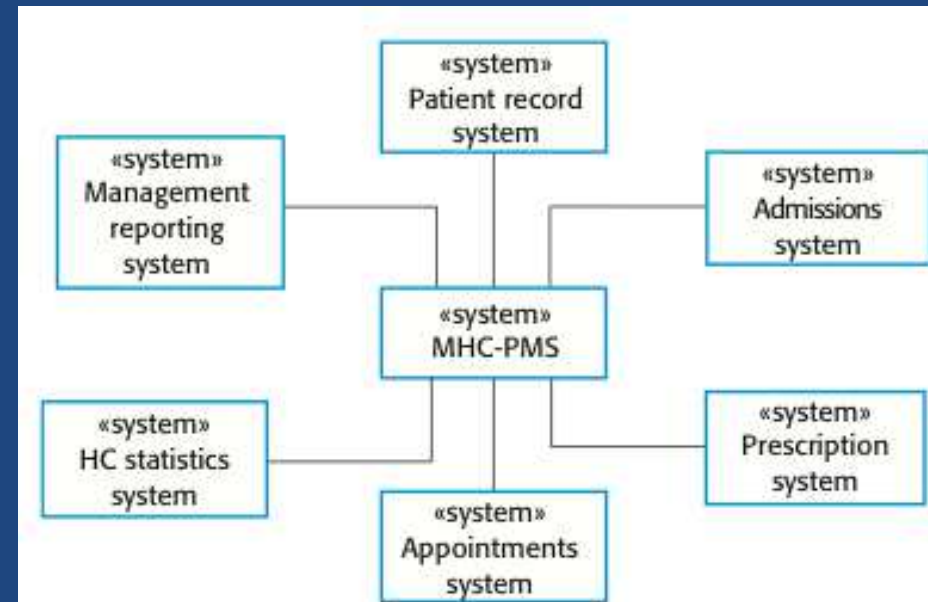 «system»
Patient record
system
«system»
Management
reporting
system
«system»
Admissions
system
«system»
MHC-PMS
«system»
HC statistics
system
«system»
Prescription
system
«system»
Appointments
system